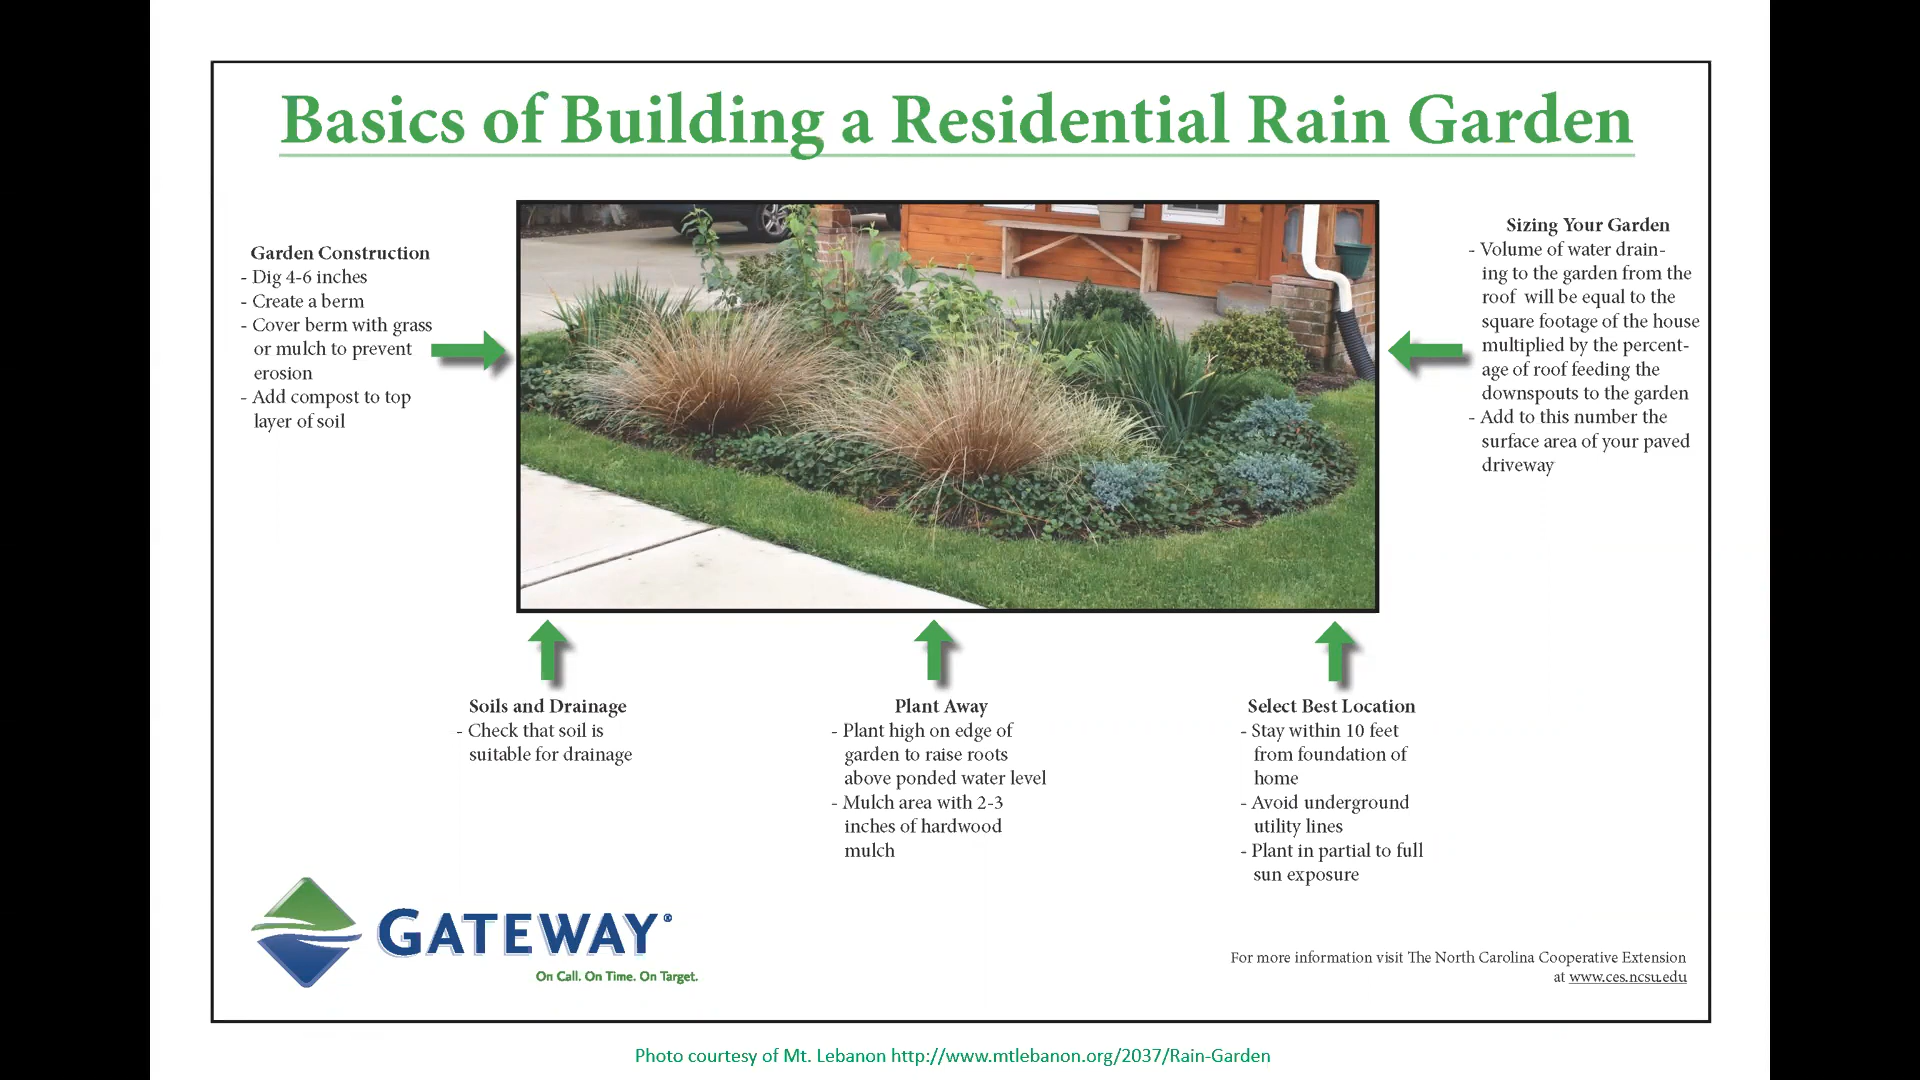 Basics of Building a Residential Rain Garden
Garden Construction
- Dig 4-6 inches
- Create a berm
- Cover berm with grass
or mulch to prevent
erosion
- Add compost to top
layer of soil
Sizing Your Garden
- Volume of water drain-
ing to the garden from the
roof will be equal to the
square footage of the house
multiplied by the percent-
age of roof feeding the
downspouts to the garden
- Add to this number the
surface area of your paved
driveway
Soils and Drainage
- Check that soil is
suitable for drainage
Plant Away
- Plant high on edge of
garden to raise roots
above ponded water level
- Mulch area with 2-3
inches of hardwood
mulch
Select Best Location
- Stay within 10 feet
from foundation of
home
- Avoid underground
utility lines
- Plant in partial to full
sun exposure
GATEWAY®
On Call. On Time. On Target.
For more information visit The North Carolina Cooperative Extension
at www.ces.ncsu.edu
Photo courtesy of Mt. Lebanon http://www.mtlebanon.org/2037/Rain-Garden